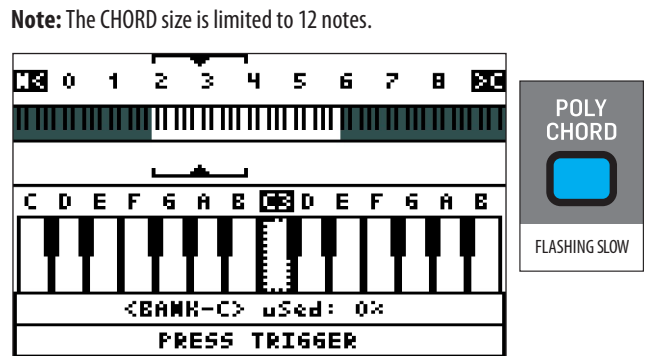 Note: The CHORD size is limited to 12 notes.
0 1 2 3 4 5 6 7 8
POLY
CHORD
C D E F G A B C3 D E F G A B
FLASHING SLOW
<BANK-C> uSed: 0%
PRESS TRIGGER